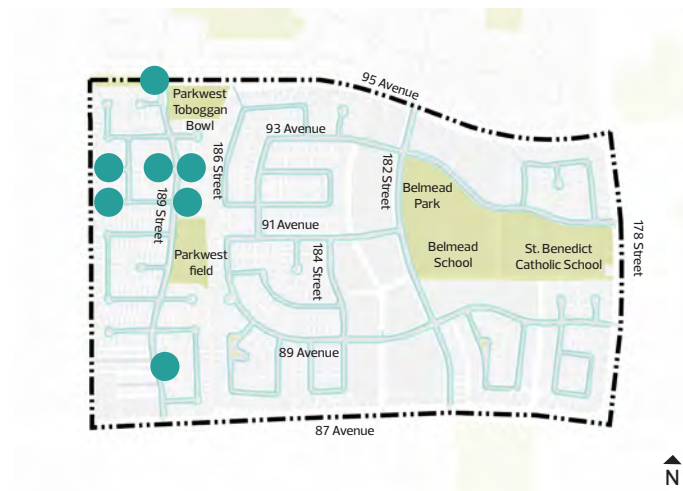 95 Avenue
Parkwest
Toboggan
Bowl
93 Avenue
186 Street
182 Street
Belmead
Park
189 Street
91 Avenue
178 Street
Parkwest
field
184 Street
Belmead
School
St. Benedict
Catholic School
89 Avenue
87 Avenue
N